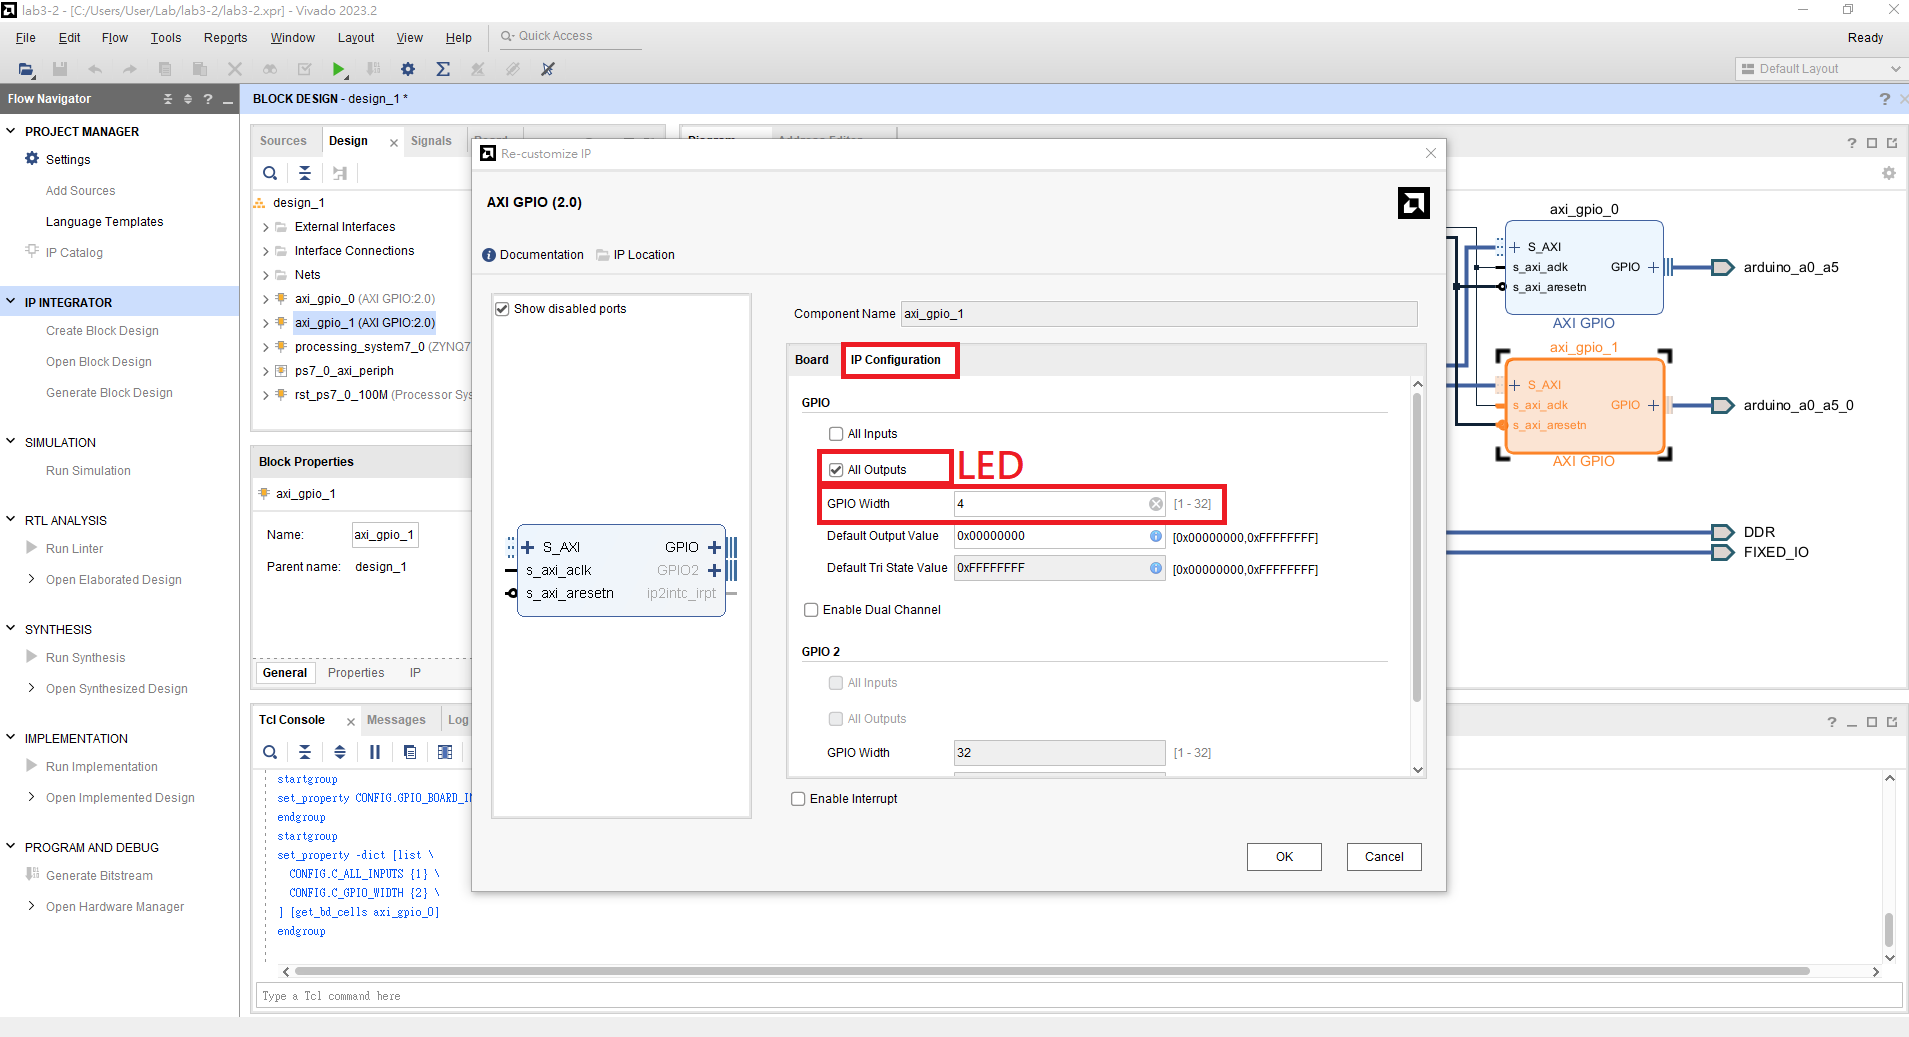 lab3-2 - [C:/Users/User/Lab/lab3-2/lab3-2.xpr] - Vivado 2023.2
File Edit Flow Tools Reports Window Layout View Help Quick Access
Ready
Default Layout
Flow Navigator
PROJECT MANAGER
Settings
Add Sources
Language Templates
IP Catalog
IP INTEGRATOR
Create Block Design
Open Block Design
Generate Block Design
SIMULATION
Run Simulation
RTL ANALYSIS
Run Linter
Open Elaborated Design
SYNTHESIS
Run Synthesis
Open Synthesized Design
IMPLEMENTATION
Run Implementation
Open Implemented Design
PROGRAM AND DEBUG
Generate Bitstream
Open Hardware Manager
BLOCK DESIGN - design_1 *
Sources Design Signals
design_1
External Interfaces
Interface Connections
Nets
axi_gpio_0 (AXI GPIO:2.0)
axi_gpio_1 (AXI GPIO:2.0)
processing_system7_0 (ZYNQ7
ps7_0_axi_periph
rst_ps7_0_100M (Processor Sys
Block Properties
axi_gpio_1
Name: axi_gpio_1
Parent name: design_1
General Properties IP
Tcl Console Messages Log
startgroup
set_property CONFIG.GPIO_BOARD_IN
endgroup
startgroup
set_property -dict [list \
CONFIG.C_ALL_INPUTS {1} \
CONFIG.C_GPIO_WIDTH {2} \
] [get_bd_cells axi_gpio_0]
endgroup
Type a Tcl command here
Re-customize IP
AXI GPIO (2.0)
Documentation IP Location
Show disabled ports
S_AXI GPIO
s_axi_aclk GPIO2
s_axi_aresetn ip2intc_irpt
Component Name axi_gpio_1
Board IP Configuration
GPIO
All Inputs
All Outputs LED
GPIO Width 4 [1 - 32]
Default Output Value 0x00000000 [0x00000000,0xFFFFFFFF]
Default Tri State Value 0xFFFFFFFF [0x00000000,0xFFFFFFFF]
Enable Dual Channel
GPIO 2
All Inputs
All Outputs
GPIO Width 32 [1 - 32]
Enable Interrupt
OK Cancel
axi_gpio_0
S_AXI
s_axi_aclk GPIO arduino_a0_a5
s_axi_aresetn
AXI GPIO
axi_gpio_1
S_AXI
s_axi_aclk GPIO arduino_a0_a5_0
s_axi_aresetn
AXI GPIO
DDR
FIXED_IO